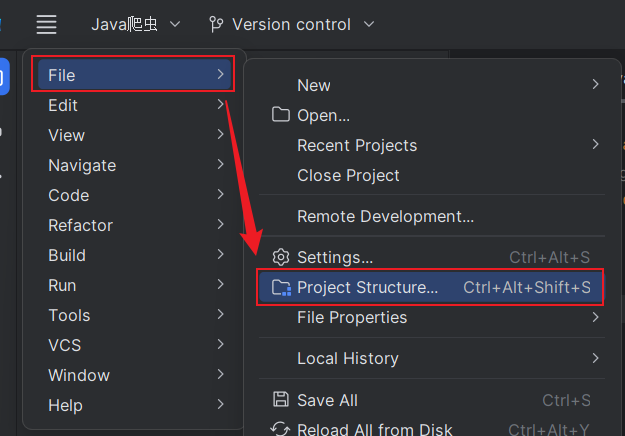 Java爬虫 Version control
File
Edit
View
Navigate
Code
Refactor
Build
Run
Tools
VCS
Window
Help
New
Open...
Recent Projects
Close Project
Remote Development...
Settings... Ctrl+Alt+S
Project Structure... Ctrl+Alt+Shift+S
File Properties
Local History
Save All Ctrl+S
Reload All from Disk Ctrl+Alt+Y